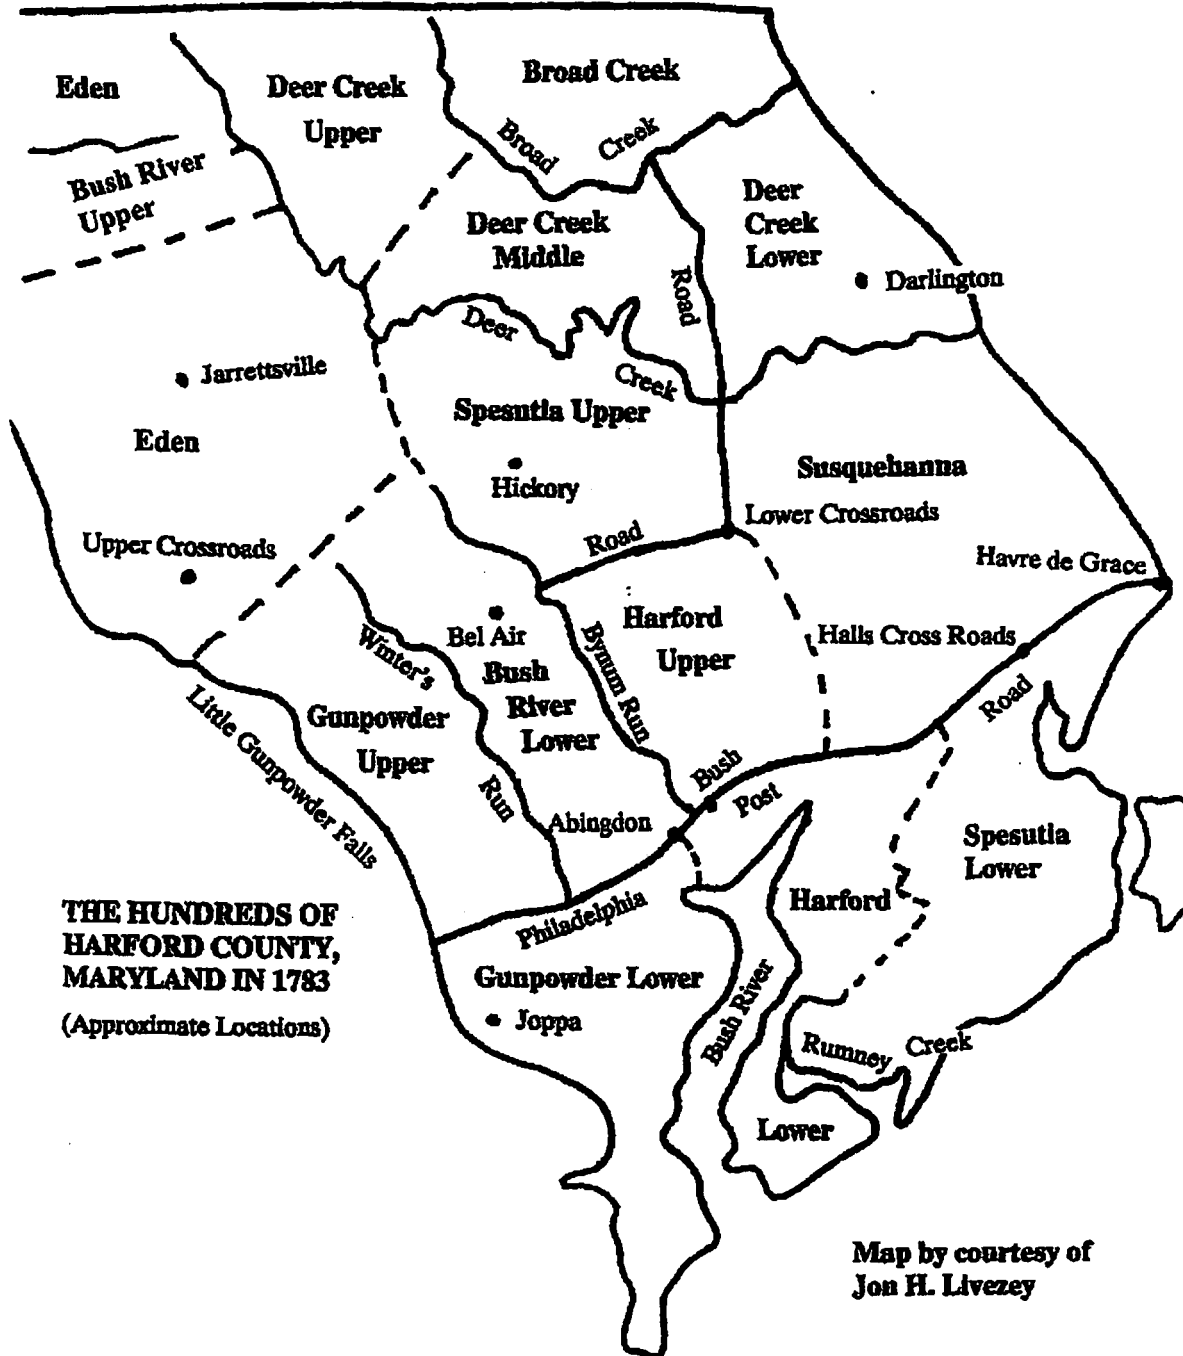 Eden
Deer Creek
Upper
Broad Creek
Broad
Creek
Bush River
Upper
Deer Creek
Middle
Deer
Creek
Lower
Darlington
Road
Deer
Creek
Jarrettsville
Eden
Spesutia Upper
Hickory
Susquehanna
Lower Crossroads
Road
Upper Crossroads
Havre de Grace
Harford
Upper
Halls Cross Roads
Bel Air
Bush
River
Lower
Winter's
Run
Bynum Run
Little Gunpowder Falls
Gunpowder
Upper
Road
Bush
Post
Abingdon
Philadelphia
Spesutia
Lower
Harford
THE HUNDREDS OF
HARFORD COUNTY,
MARYLAND IN 1783
(Approximate Locations)
Gunpowder Lower
Joppa
Bush River
Rumney
Creek
Lower
Map by courtesy of
Jon H. Livezey